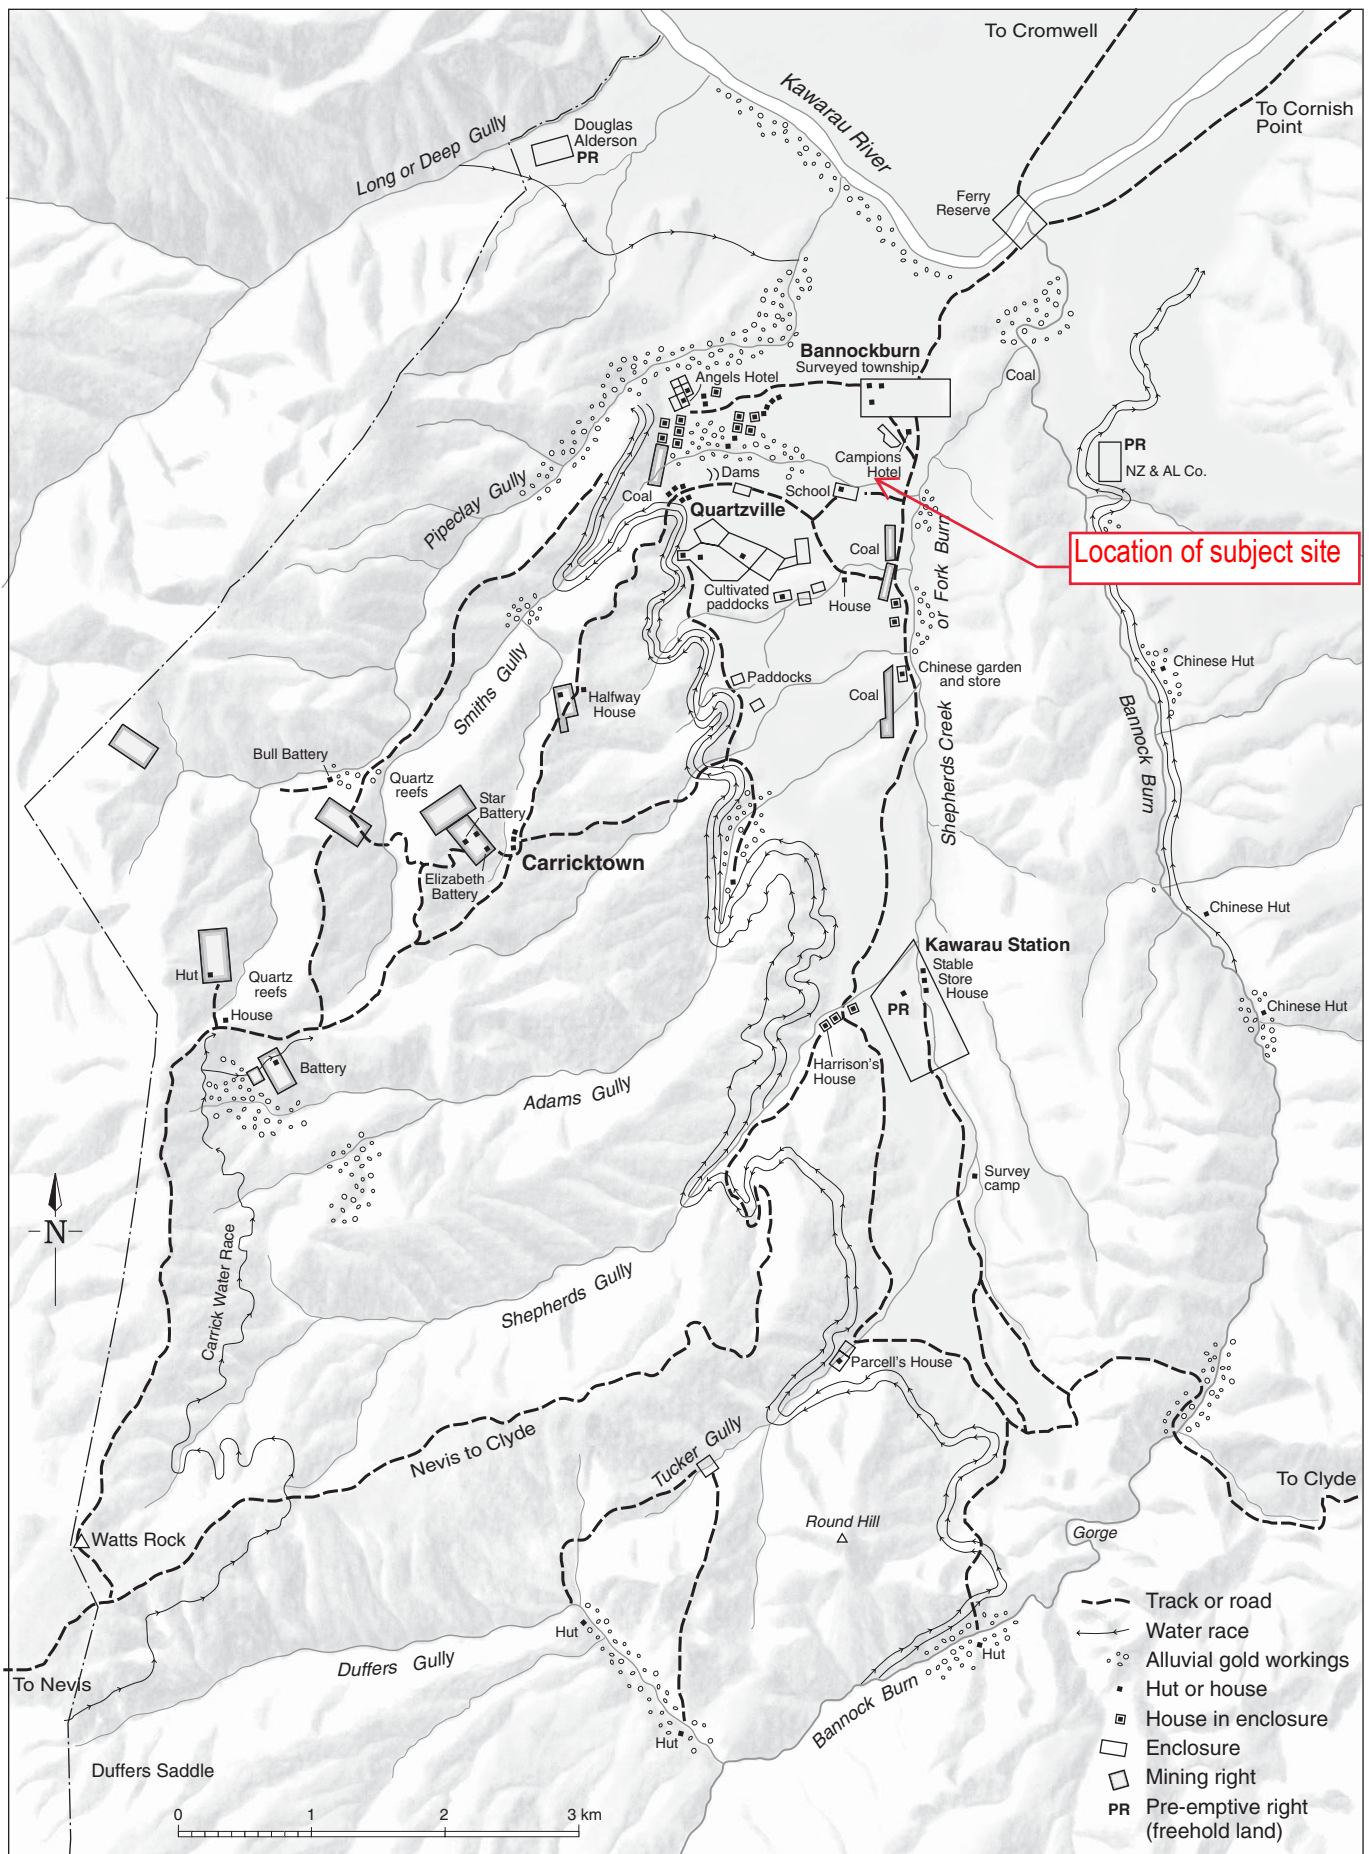 To Cromwell
To Cornish
Point
Kawarau River
Douglas
Alderson
PR
Long or Deep Gully
Ferry
Reserve
Bannockburn
Surveyed township
Angels Hotel
Coal
Campions
Hotel
PR
NZ & AL Co.
Dams
School
Coal
Quartzville
Pipeclay Gully
Location of subject site
Coal
or Fork Burn
Cultivated
paddocks
House
Chinese Hut
Chinese garden
and store
Smiths Gully
Halfway
House
Paddocks
Coal
Bannock Burn
Shepherds Creek
Bull Battery
Quartz
reefs
Star
Battery
Carricktown
Elizabeth
Battery
Chinese Hut
Kawarau Station
Stable
Store
House
PR
Hut
Quartz
reefs
House
Chinese Hut
Battery
Harrison's
House
Adams Gully
Survey
camp
N
Carrick Water Race
Shepherds Gully
Parcell's House
Nevis to Clyde
Tucker Gully
To Clyde
Round Hill
Gorge
Watts Rock
Track or road
Water race
Hut
Hut
Alluvial gold workings
Duffers Gully
To Nevis
Hut or house
Bannock Burn
House in enclosure
Hut
Enclosure
Duffers Saddle
Mining right
PR Pre-emptive right
(freehold land)
0 1 2 3 km